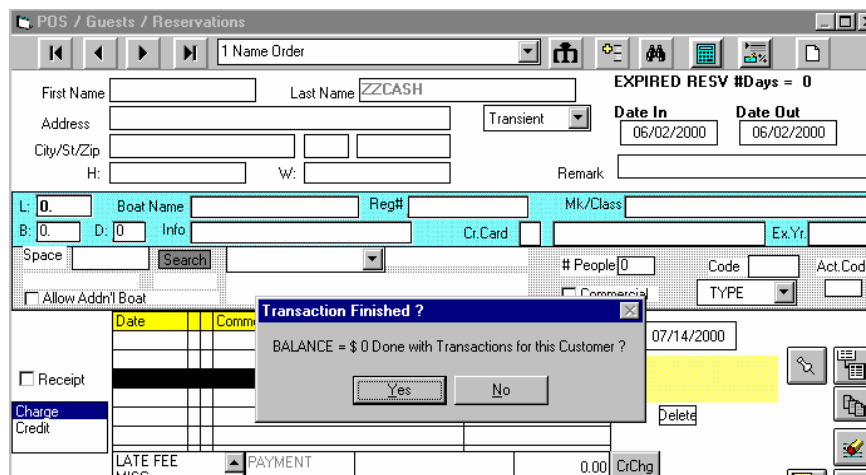 POS / Guests / Reservations
1 Name Order
First Name
Last Name ZZCASH
EXPIRED RESV #Days = 0
Address
Transient
Date In
Date Out
06/02/2000
06/02/2000
City/St/Zip
H:
W:
Remark
L: 0.
Boat Name
Reg#
Mk/Class
B: 0.
D: 0
Info
Cr.Card
Ex.Yr.
Space
Search
# People 0
Code
Act.Cod
Allow Addn'l Boat
Commercial
TYPE
Transaction Finished ?
Date
Comme
BALANCE = $ 0 Done with Transactions for this Customer ?
07/14/2000
Receipt
Yes
No
Charge
Credit
Delete
LATE FEE
PAYMENT
0.00
CrChg